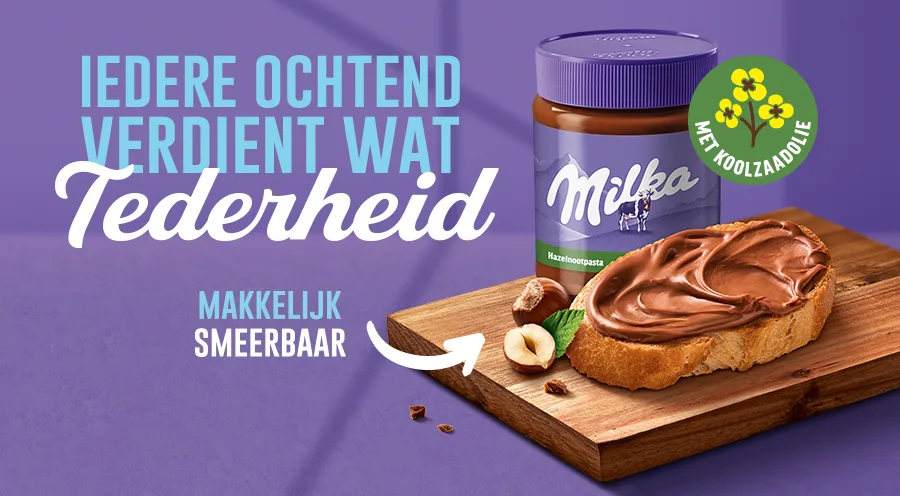 IEDERE OCHTEND
VERDIENT WAT
Tederheid
MAKKELIJK
SMEERBAAR
Milka
Hazelnootpasta
MET KOOLZAADOLIE